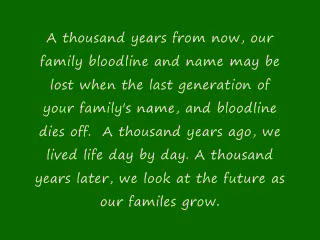 A thousand years from now, our
family bloodline and name may be
lost when the last generation of
your family's name, and bloodline
dies off.  A thousand years ago, we
lived life day by day. A thousand
years later, we look at the future as
our familes grow.